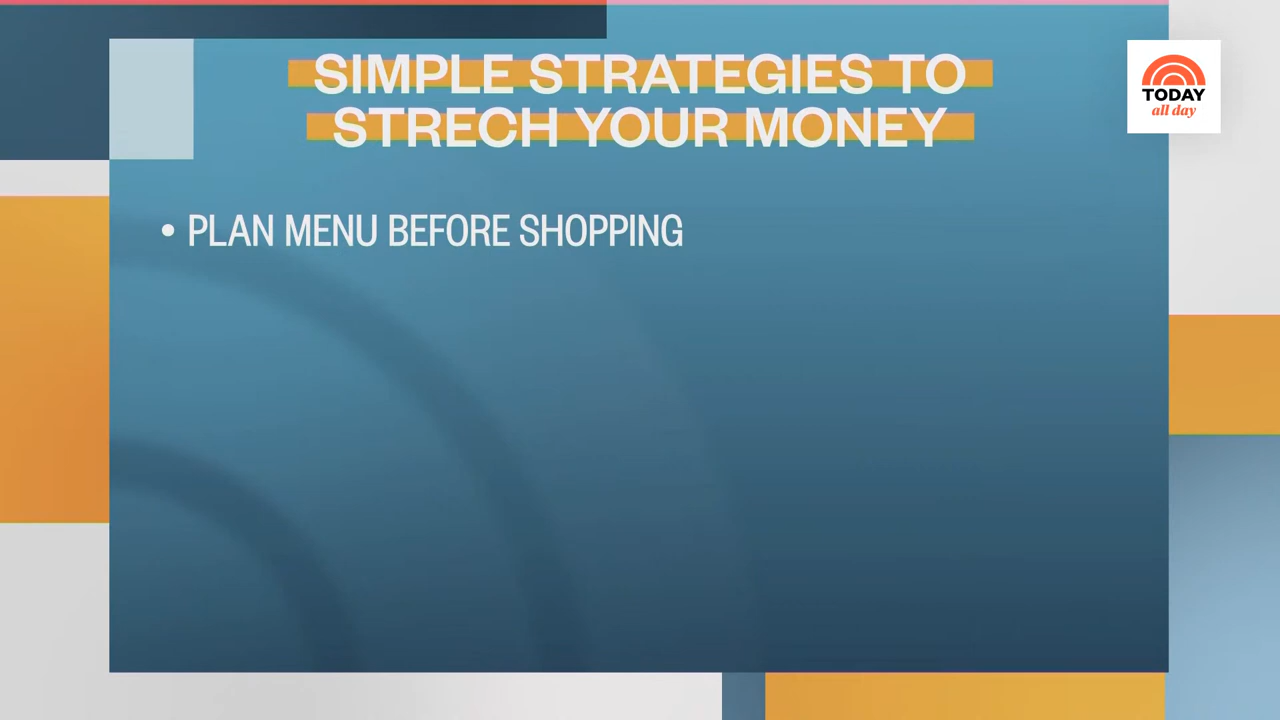 SIMPLE STRATEGIES TO
STRECH YOUR MONEY
TODAY
all day
• PLAN MENU BEFORE SHOPPING